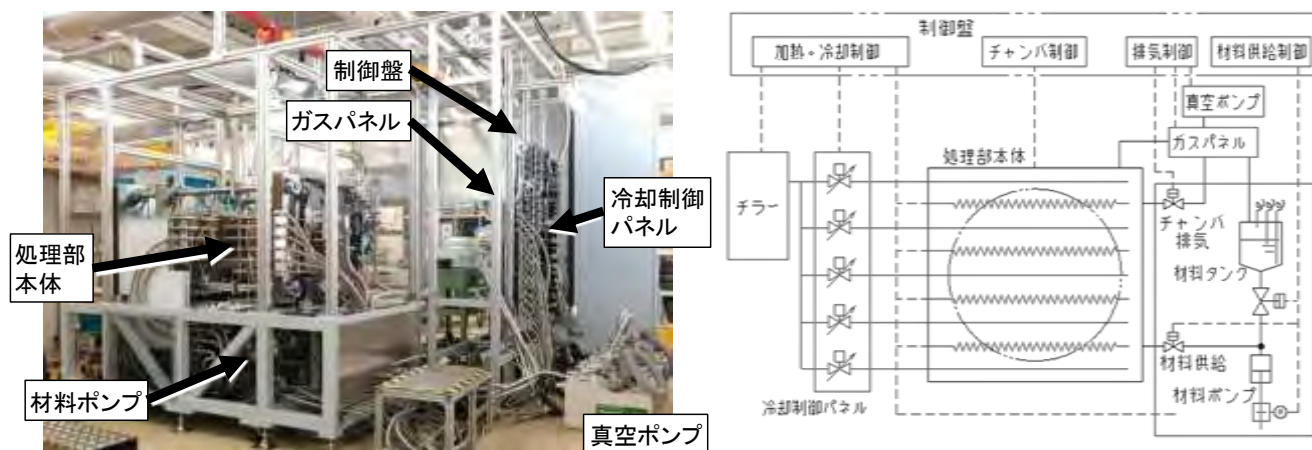 制御盤
ガスパネル
冷却制御
パネル
処理部
本体
材料ポンプ
真空ポンプ
制御盤
加熱・冷却制御
チャンバ制御
排気制御
材料供給制御
真空ポンプ
ガスパネル
処理部本体
チラー
チャンバ
排気
材料タンク
材料供給
材料ポンプ
冷却制御パネル